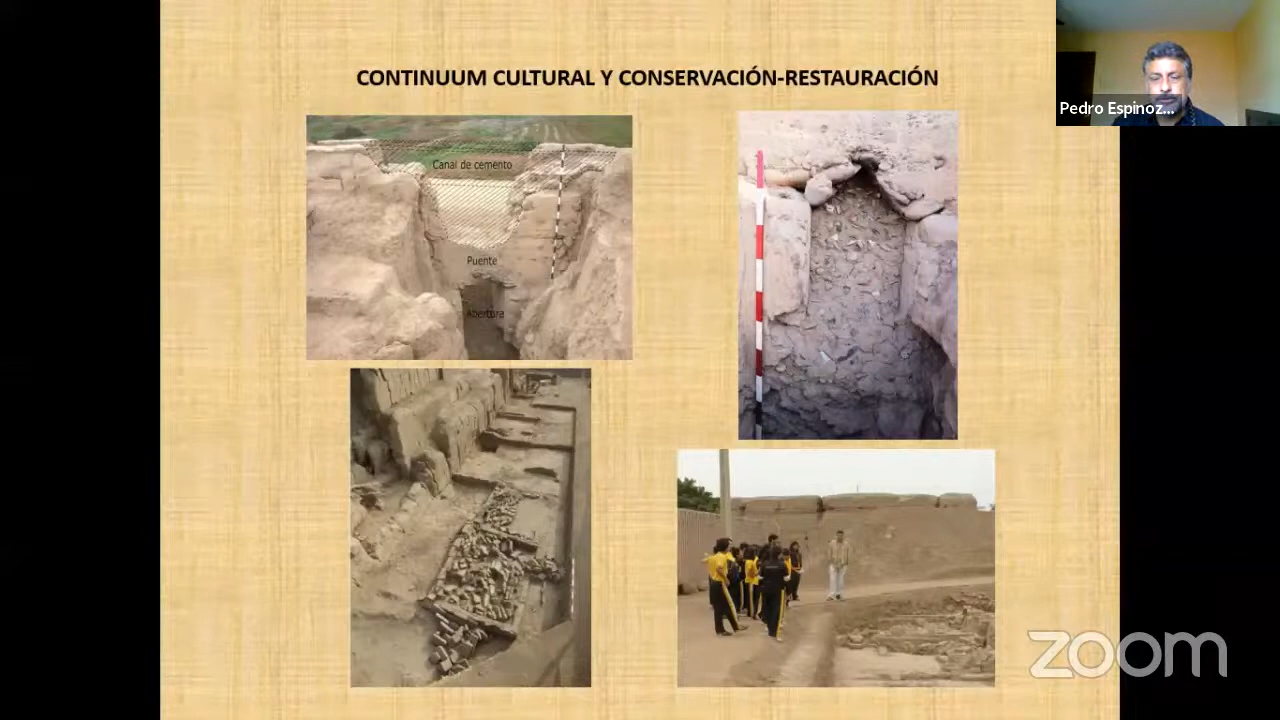 CONTINUUM CULTURAL Y CONSERVACIÓN-RESTAURACIÓN
Pedro Espinoz...
Canal de cemento
Puente
Abertura
zoom